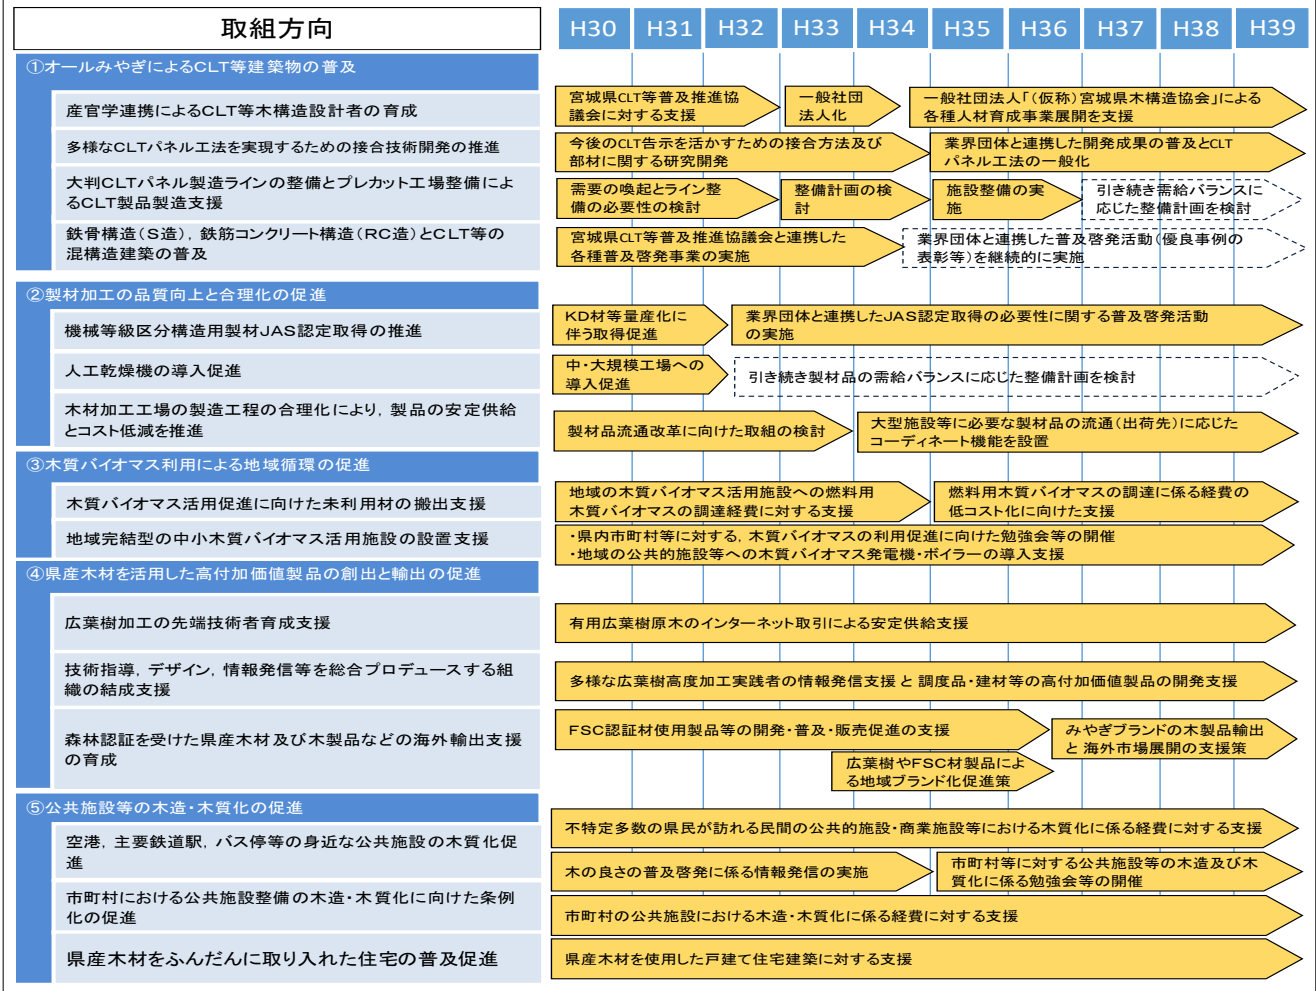 取組方向
H30 H31 H32 H33 H34 H35 H36 H37 H38 H39
①オールみやぎによるCLT等建築物の普及
産官学連携によるCLT等木構造設計者の育成
宮城県CLT等普及推進協
議会に対する支援
一般社団
法人化
一般社団法人「(仮称)宮城県木構造協会」による
各種人材育成事業展開を支援
多様なCLTパネル工法を実現するための接合技術開発の推進
今後のCLT告示を活かすための接合方法及び
部材に関する研究開発
業界団体と連携した開発成果の普及とCLT
パネル工法の一般化
大判CLTパネル製造ラインの整備とプレカット工場整備によ
るCLT製品製造支援
需要の喚起とライン整
備の必要性の検討
整備計画の検
討
施設整備の実
施
引き続き需給バランスに
応じた整備計画を検討
鉄骨構造(S造),鉄筋コンクリート構造(RC造)とCLT等の
混構造建築の普及
宮城県CLT等普及推進協議会と連携した
各種普及啓発事業の実施
業界団体と連携した普及啓発活動(優良事例の
表彰等)を継続的に実施
②製材加工の品質向上と合理化の促進
機械等級区分構造用製材JAS認定取得の推進
KD材等量産化に
伴う取得促進
業界団体と連携したJAS認定取得の必要性に関する普及啓発活動
の実施
人工乾燥機の導入促進
中・大規模工場への
導入促進
引き続き製材品の需給バランスに応じた整備計画を検討
木材加工工場の製造工程の合理化により,製品の安定供給
とコスト低減を推進
製材品流通改革に向けた取組の検討
大型施設等に必要な製材品の流通(出荷先)に応じた
コーディネート機能を設置
③木質バイオマス利用による地域循環の促進
木質バイオマス活用促進に向けた未利用材の搬出支援
地域の木質バイオマス活用施設への燃料用
木質バイオマスの調達経費に対する支援
燃料用木質バイオマスの調達に係る経費の
低コスト化に向けた支援
地域完結型の中小木質バイオマス活用施設の設置支援
・県内市町村等に対する,木質バイオマスの利用促進に向けた勉強会等の開催
・地域の公共的施設等への木質バイオマス発電機・ボイラーの導入支援
④県産木材を活用した高付加価値製品の創出と輸出の促進
広葉樹加工の先端技術者育成支援
有用広葉樹原木のインターネット取引による安定供給支援
技術指導,デザイン,情報発信等を総合プロデュースする組
織の結成支援
多様な広葉樹高度加工実践者の情報発信支援 と 調度品・建材等の高付加価値製品の開発支援
森林認証を受けた県産木材及び木製品などの海外輸出支援
の育成
FSC認証材使用製品等の開発・普及・販売促進の支援
みやぎブランドの木製品輸出
と 海外市場展開の支援策
広葉樹やFSC材製品によ
る地域ブランド化促進策
⑤公共施設等の木造・木質化の促進
空港,主要鉄道駅,バス停等の身近な公共施設の木質化促
進
不特定多数の県民が訪れる民間の公共的施設・商業施設等における木質化に係る経費に対する支援
木の良さの普及啓発に係る情報発信の実施
市町村等に対する公共施設等の木造及び木
質化に係る勉強会等の開催
市町村における公共施設整備の木造・木質化に向けた条例
化の促進
市町村の公共施設における木造・木質化に係る経費に対する支援
県産木材をふんだんに取り入れた住宅の普及促進
県産木材を使用した戸建て住宅建築に対する支援